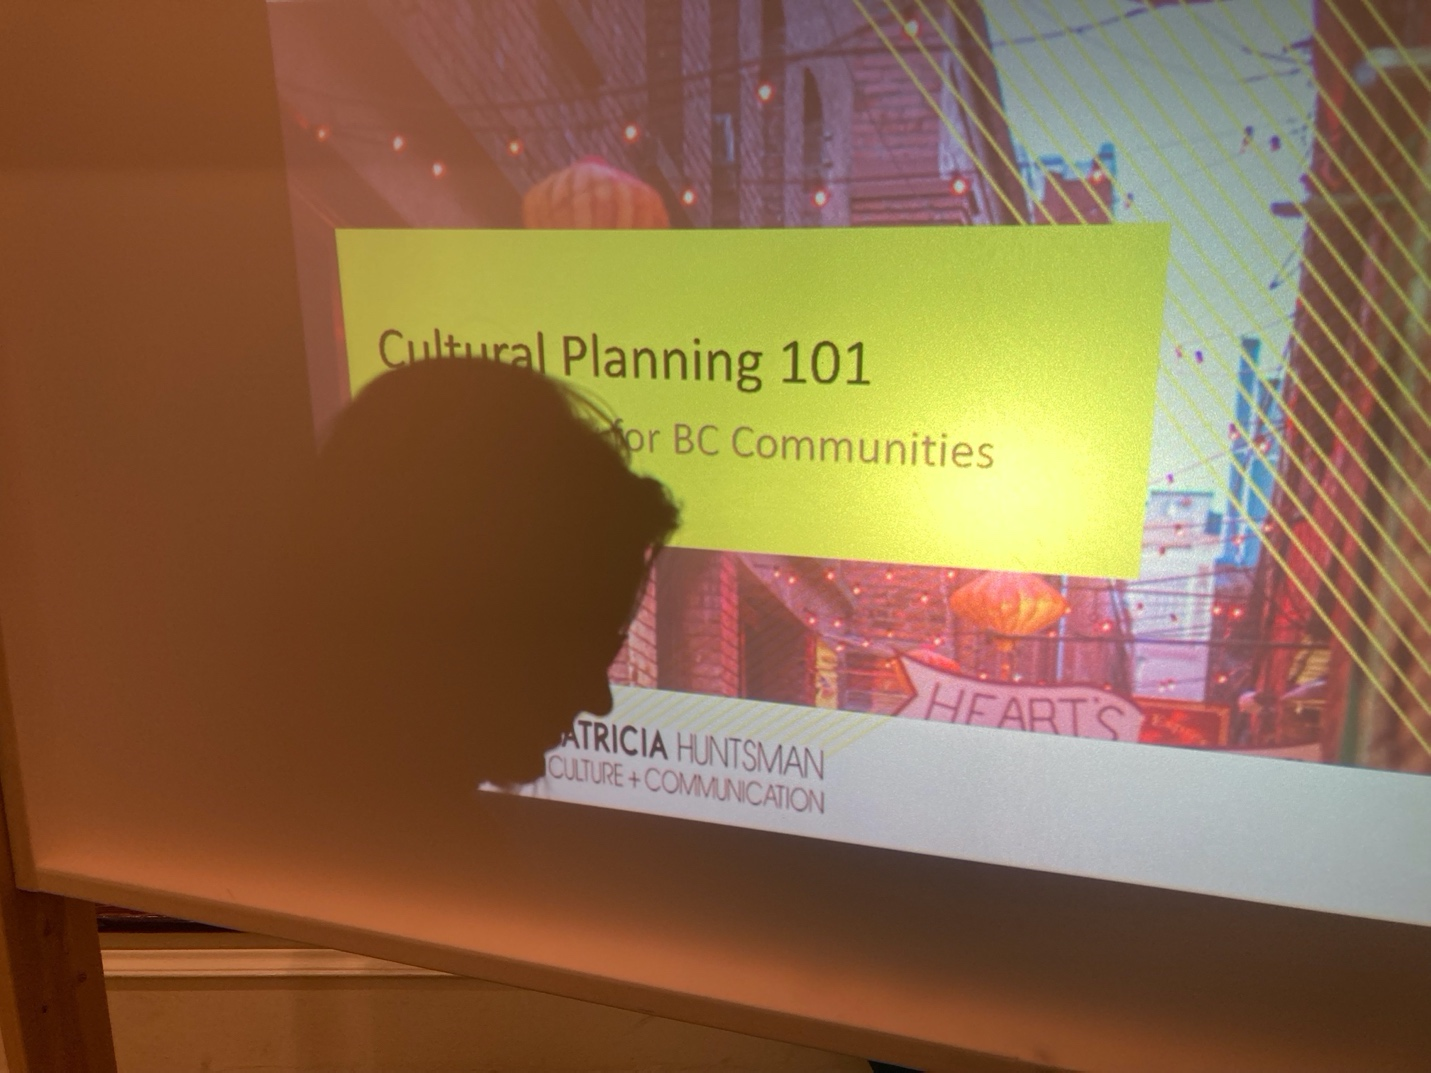 Cultural Planning 101
for BC Communities
HEART'S
ATRICIA HUNTSMAN
CULTURE + COMMUNICATION